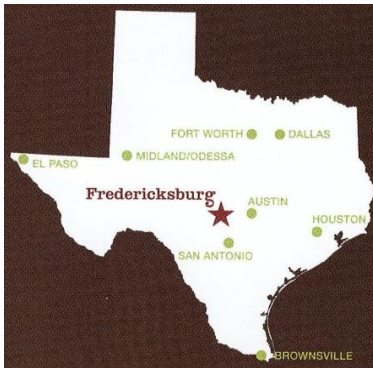 FORT WORTH
DALLAS
MIDLAND/ODESSA
EL PASO
Fredericksburg
AUSTIN
HOUSTON
SAN ANTONIO
BROWNSVILLE